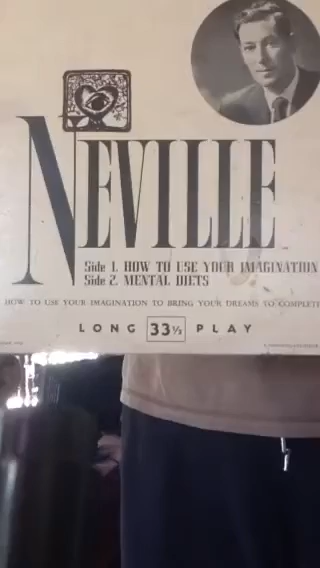 NEVILLE
Side 1. HOW TO USE YOUR IMAGINATION
Side 2. MENTAL DIETS
HOW TO USE YOUR IMAGINATION TO BRING YOUR DREAMS TO
LONG 33⅓ PLAY